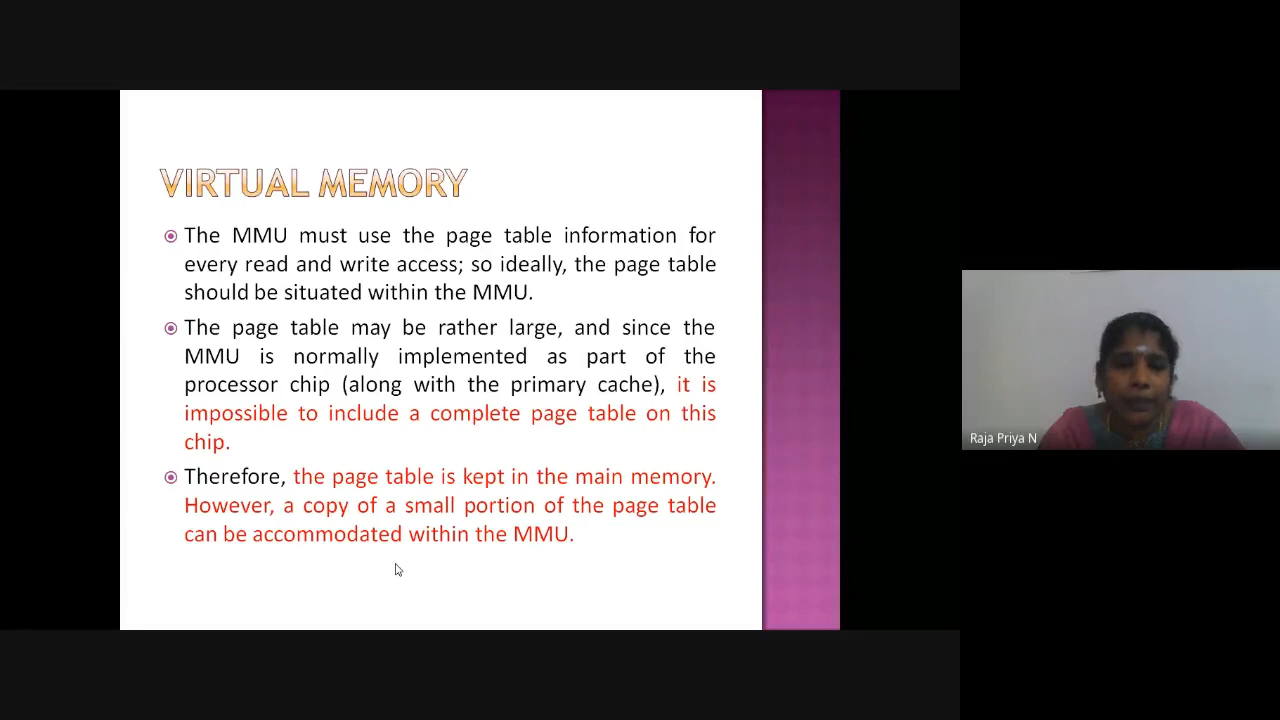 VIRTUAL MEMORY
The MMU must use the page table information for
every read and write access; so ideally, the page table
should be situated within the MMU.
The page table may be rather large, and since the
MMU is normally implemented as part of the
processor chip (along with the primary cache), it is
impossible to include a complete page table on this
chip.
Therefore, the page table is kept in the main memory.
However, a copy of a small portion of the page table
can be accommodated within the MMU.
Raja Priya N